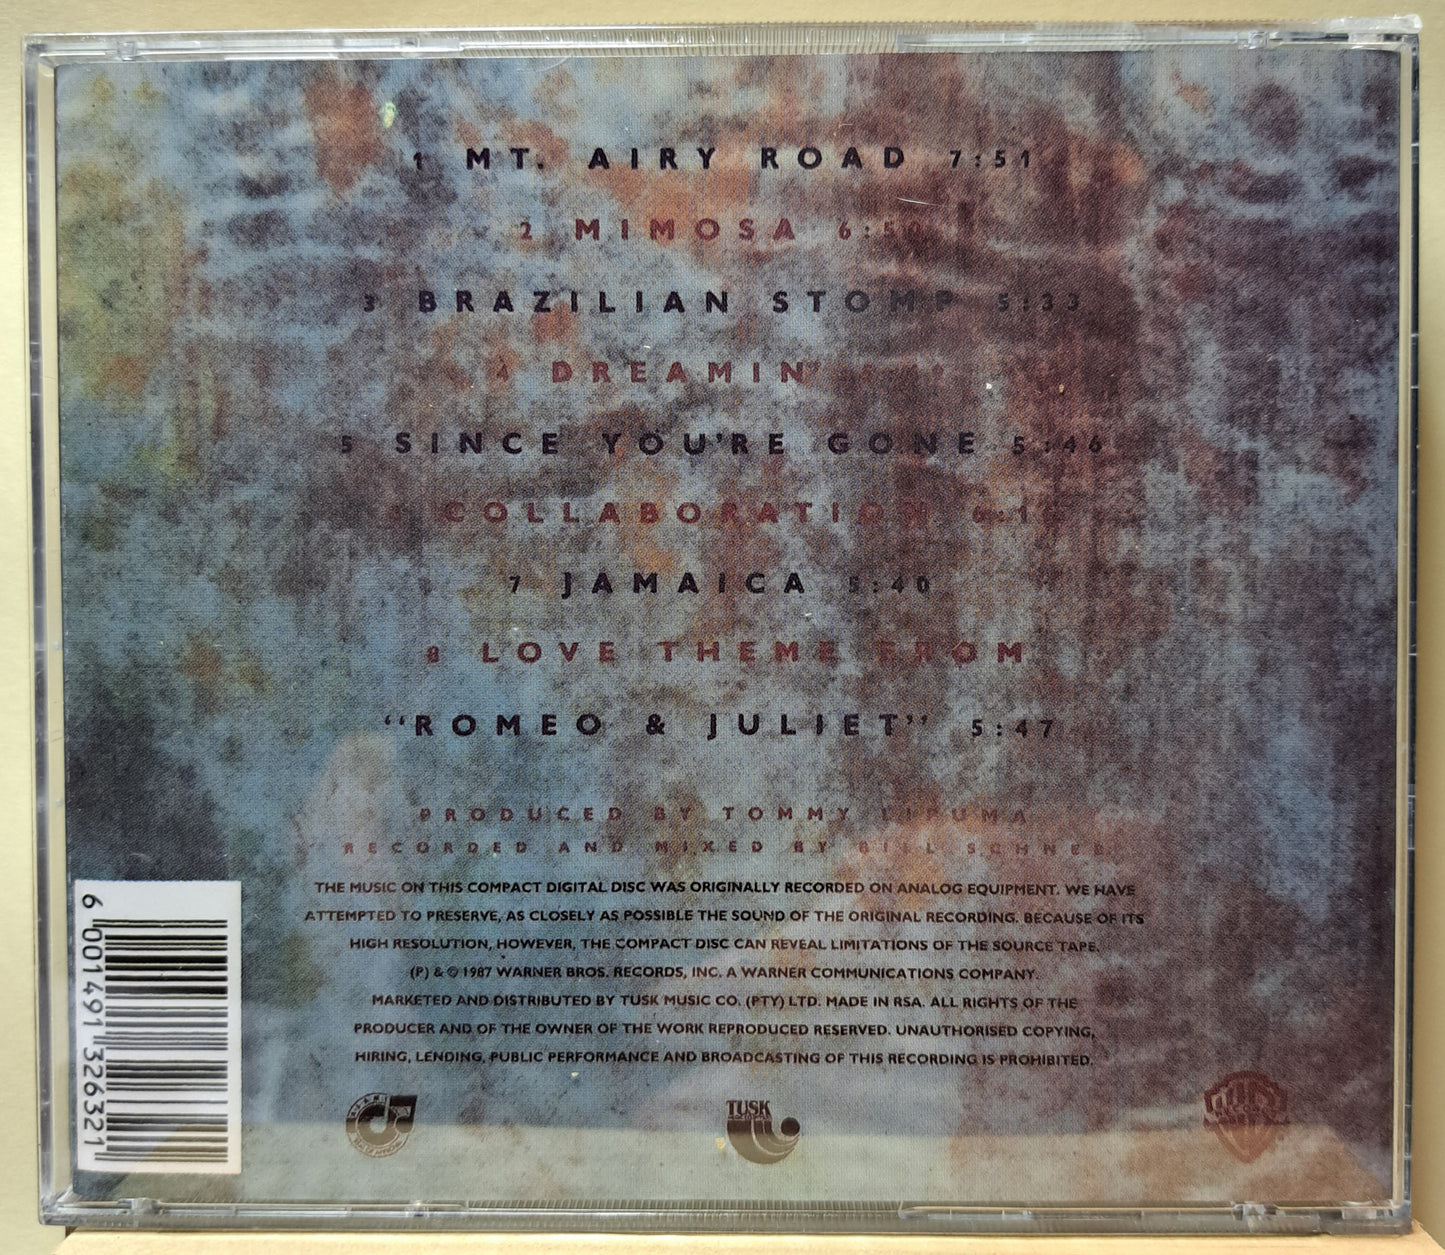 1 MT. AIRY ROAD 7:51
2 MIMOSA 6:50
3 BRAZILIAN STOMP 5:33
4 DREAMIN'
5 SINCE YOU'RE GONE 5:46
COLLABORATION
7 JAMAICA 5:40
8 LOVE THEME FROM
“ROMEO & JULIET” 5:47
PRODUCED BY TOMMY LIPUMA
RECORDED AND MIXED BY BILL SCHNEE
THE MUSIC ON THIS COMPACT DIGITAL DISC WAS ORIGINALLY RECORDED ON ANALOG EQUIPMENT. WE HAVE
ATTEMPTED TO PRESERVE, AS CLOSELY AS POSSIBLE THE SOUND OF THE ORIGINAL RECORDING. BECAUSE OF ITS
HIGH RESOLUTION, HOWEVER, THE COMPACT DISC CAN REVEAL LIMITATIONS OF THE SOURCE TAPE.
(P) & © 1987 WARNER BROS. RECORDS, INC. A WARNER COMMUNICATIONS COMPANY.
MARKETED AND DISTRIBUTED BY TUSK MUSIC CO. (PTY) LTD. MADE IN RSA. ALL RIGHTS OF THE
PRODUCER AND OF THE OWNER OF THE WORK REPRODUCED RESERVED. UNAUTHORISED COPYING,
HIRING, LENDING, PUBLIC PERFORMANCE AND BROADCASTING OF THIS RECORDING IS PROHIBITED.
6 001491 326321
TUSK